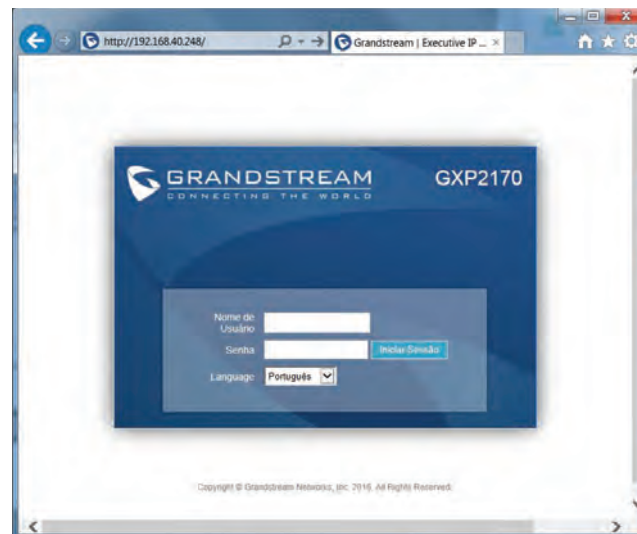 http://192.168.40.248/
Grandstream | Executive IP ...
GRANDSTREAM
CONNECTING THE WORLD
GXP2170
Nome de
Usuário
Senha
Iniciar Sessão
Language
Português
Copyright © Grandstream Networks, Inc. 2016. All Rights Reserved.